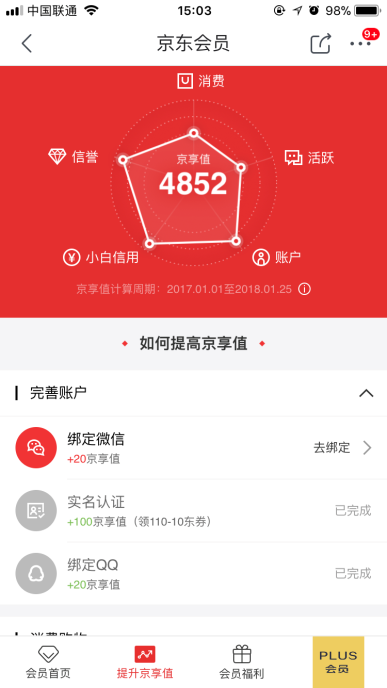 中国联通 15:03 98%
京东会员 9+
消费
信誉
京享值
活跃
4852
小白信用
账户
京享值计算周期：2017.01.01至2018.01.25
如何提高京享值
完善账户
绑定微信
去绑定
+20京享值
实名认证
已完成
+100京享值（领110-10东券）
绑定QQ
已完成
+20京享值
消费购物
会员首页 提升京享值 会员福利 PLUS
会员